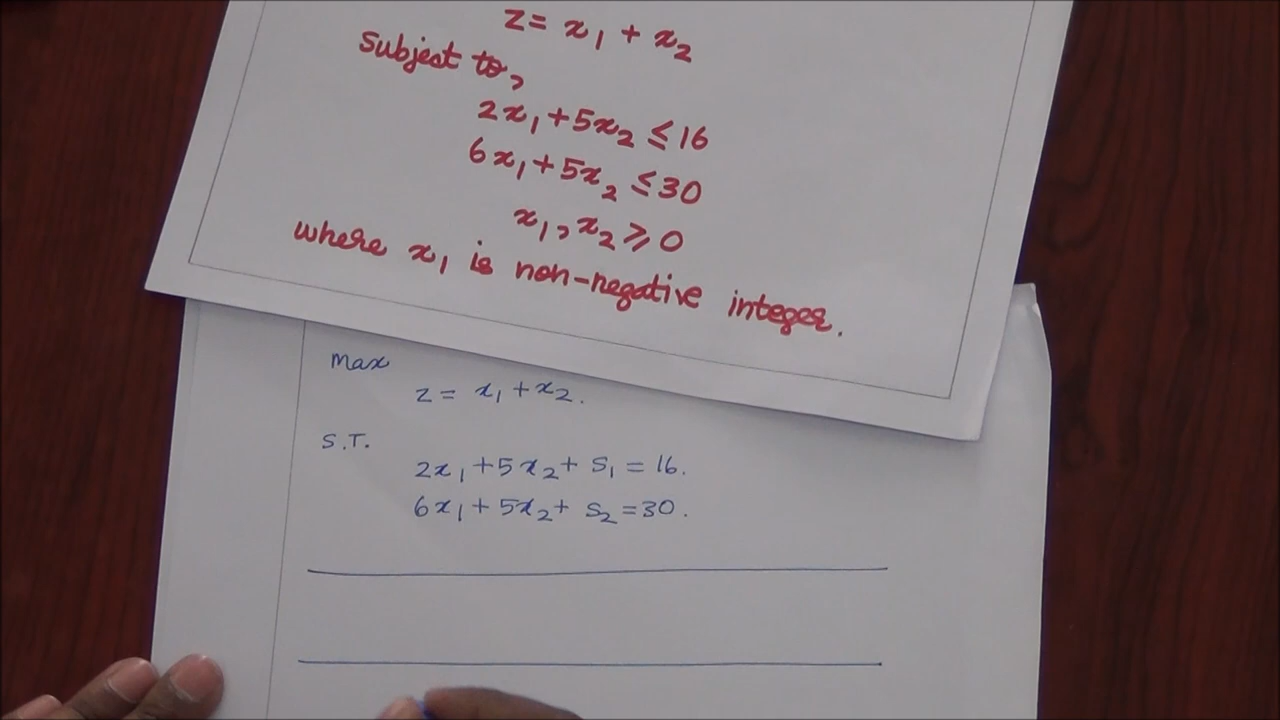 z = x₁ + x₂
Subject to,
2x₁ + 5x₂ ≤ 16
6x₁ + 5x₂ ≤ 30
x₁, x₂ ≥ 0
where x₁ is non-negative integer.
Max
z = x₁ + x₂.
S.T.
2x₁ + 5x₂ + S₁ = 16.
6x₁ + 5x₂ + S₂ = 30.